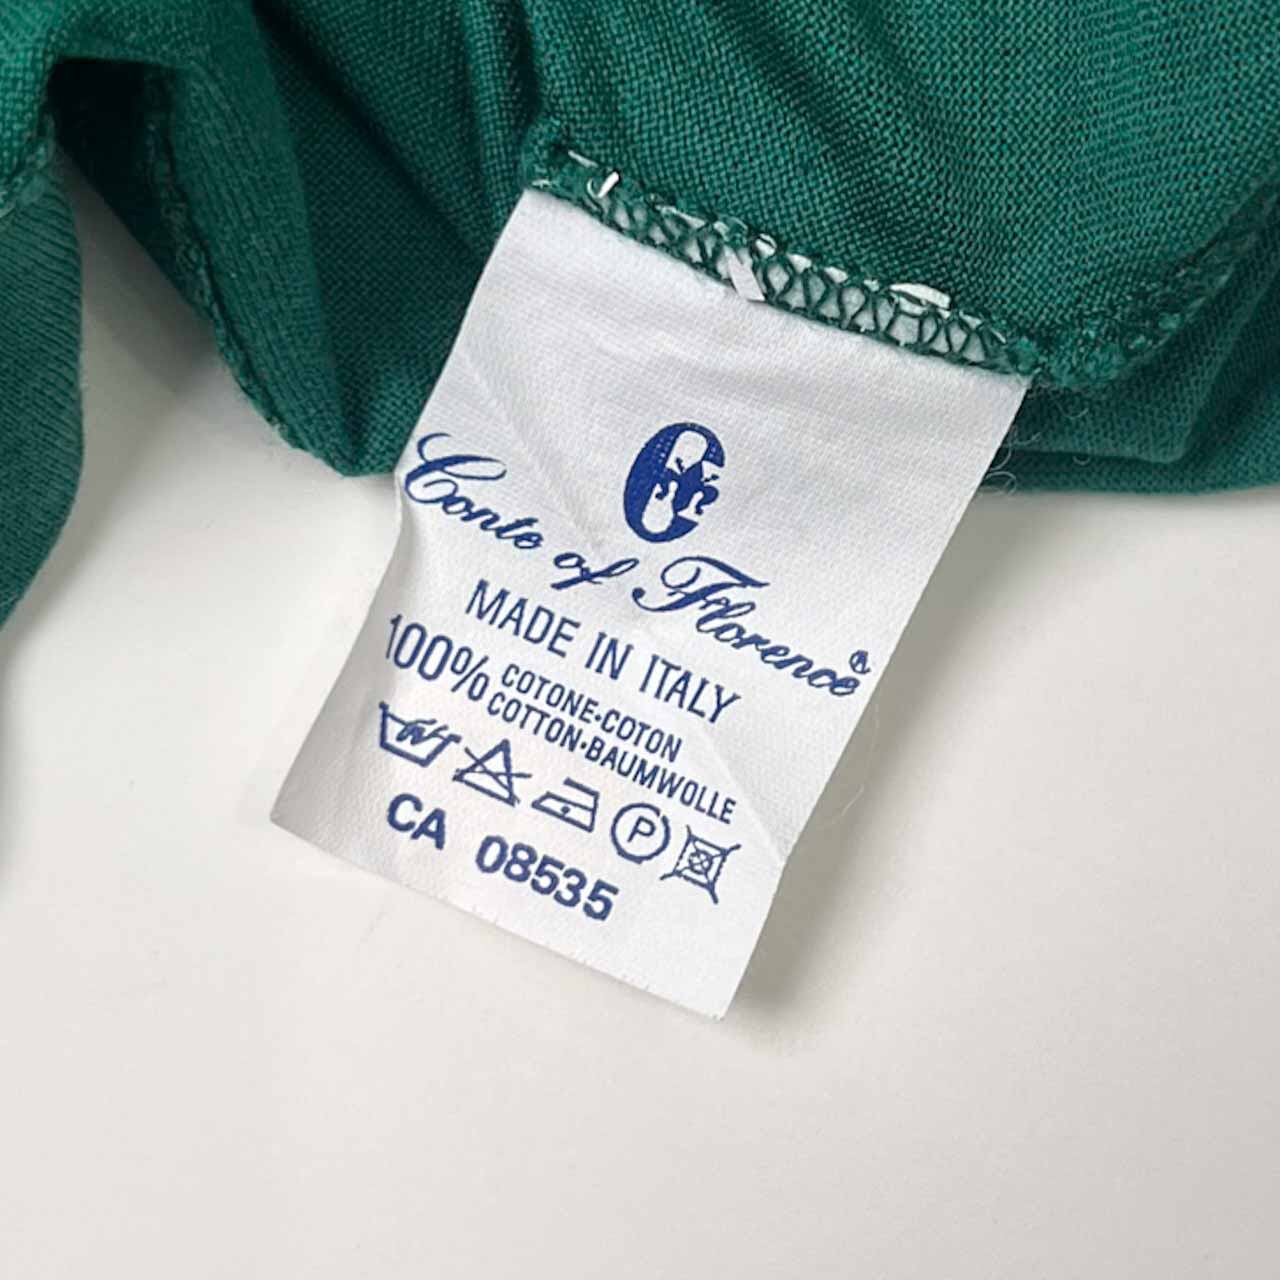 Conte of Florence®
MADE IN ITALY
100% COTONE·COTON
COTTON·BAUMWOLLE
P
CA 08535